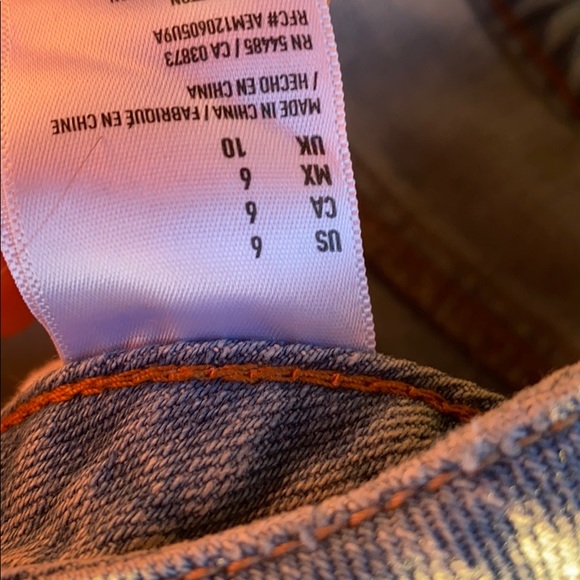 US 6
CA 6
MX 6
UK 10
MADE IN CHINA / FABRIQUÉ EN CHINE
/ HECHO EN CHINA
RN 54485 / CA 03873
RFC# AEM120605U9A